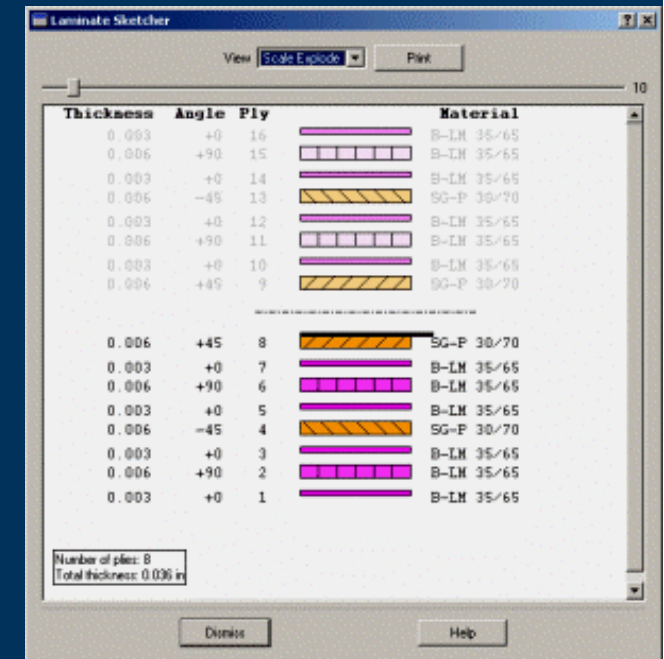 Laminate Sketcher
View Scale Explode Print
10
Thickness Angle Ply Material
0.003 +0 16 B-LM 35/65
0.006 +90 15 B-LM 35/65
0.003 +0 14 B-LM 35/65
0.006 -45 13 SG-P 30/70
0.003 +0 12 B-LM 35/65
0.006 +90 11 B-LM 35/65
0.003 +0 10 B-LM 35/65
0.006 +45 9 SG-P 30/70
0.006 +45 8 SG-P 30/70
0.003 +0 7 B-LM 35/65
0.006 +90 6 B-LM 35/65
0.003 +0 5 B-LM 35/65
0.006 -45 4 SG-P 30/70
0.003 +0 3 B-LM 35/65
0.006 +90 2 B-LM 35/65
0.003 +0 1 B-LM 35/65
Number of plies: 8
Total thickness: 0.036 in
Dismiss Help